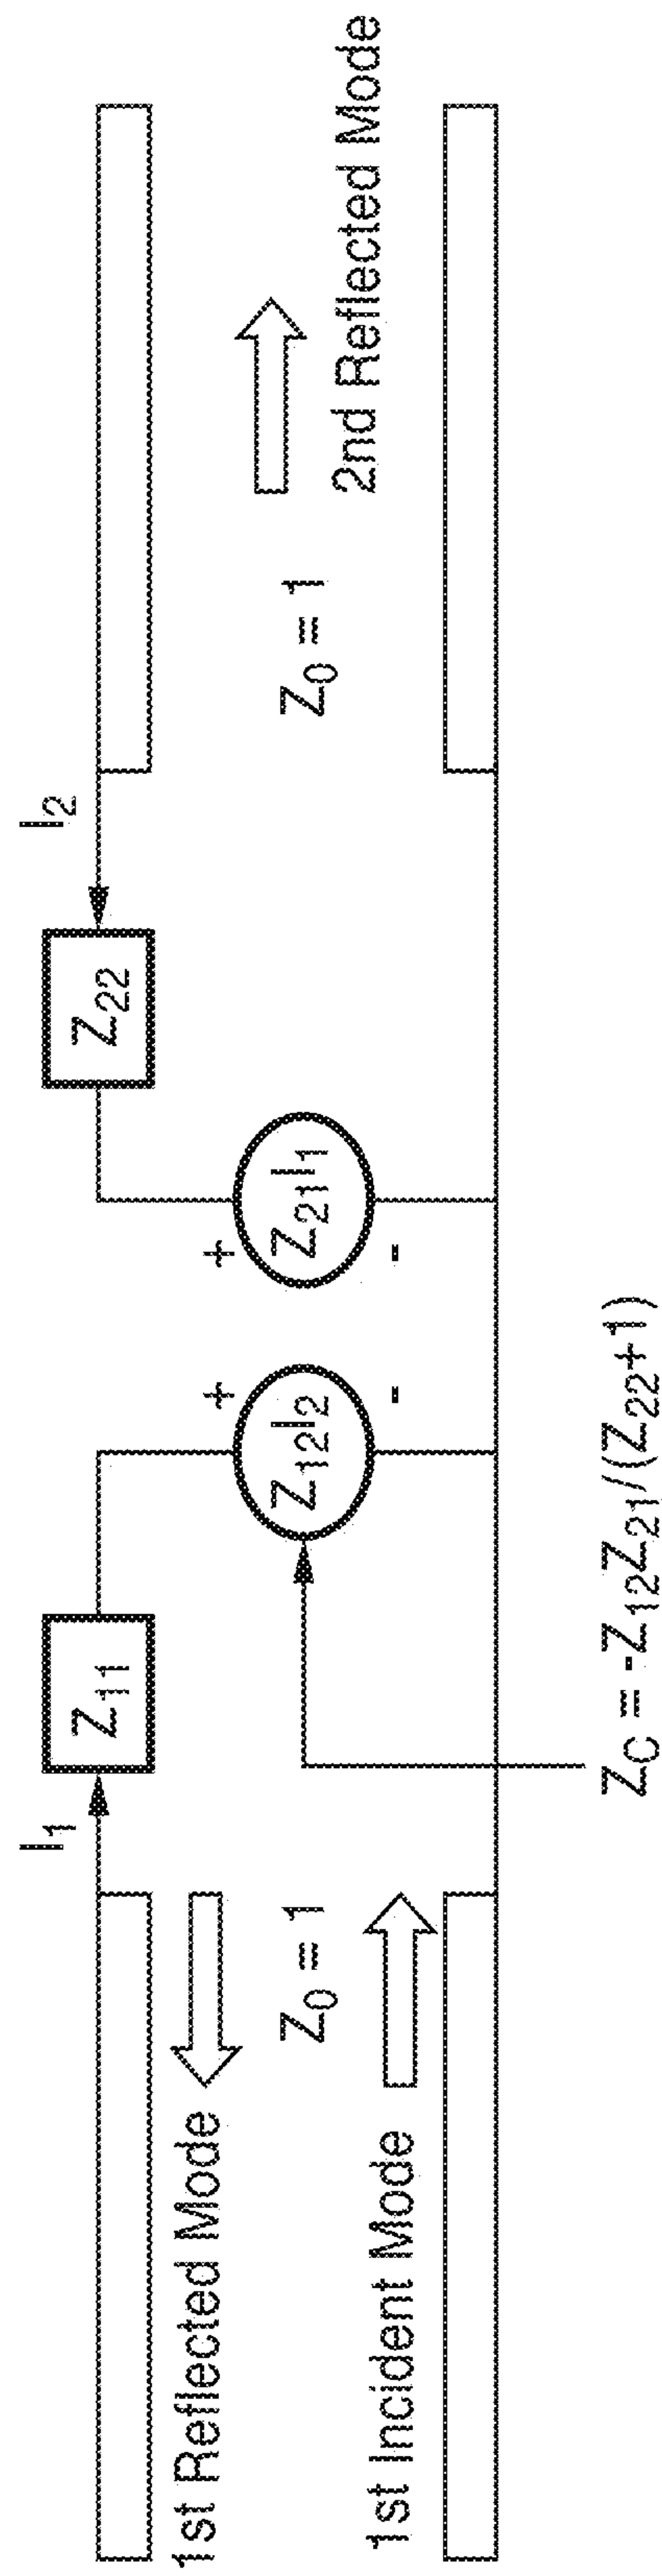 I1
Z11
Z22
I2
1st Reflected Mode
Z0 = 1
+
Z12I2
-
+
Z21I1
-
Z0 = 1
2nd Reflected Mode
1st Incident Mode
ZC = -Z12Z21/(Z22+1)